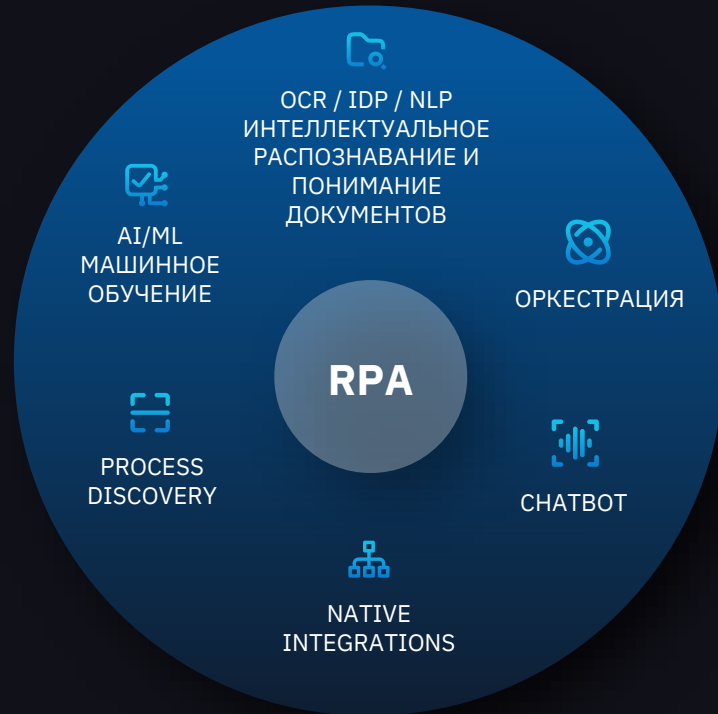 OCR / IDP / NLP
ИНТЕЛЛЕКТУАЛЬНОЕ
РАСПОЗНАВАНИЕ И
ПОНИМАНИЕ
ДОКУМЕНТОВ
AI/ML
МАШИННОЕ
ОБУЧЕНИЕ
ОРКЕСТРАЦИЯ
RPA
PROCESS
DISCOVERY
CHATBOT
NATIVE
INTEGRATIONS